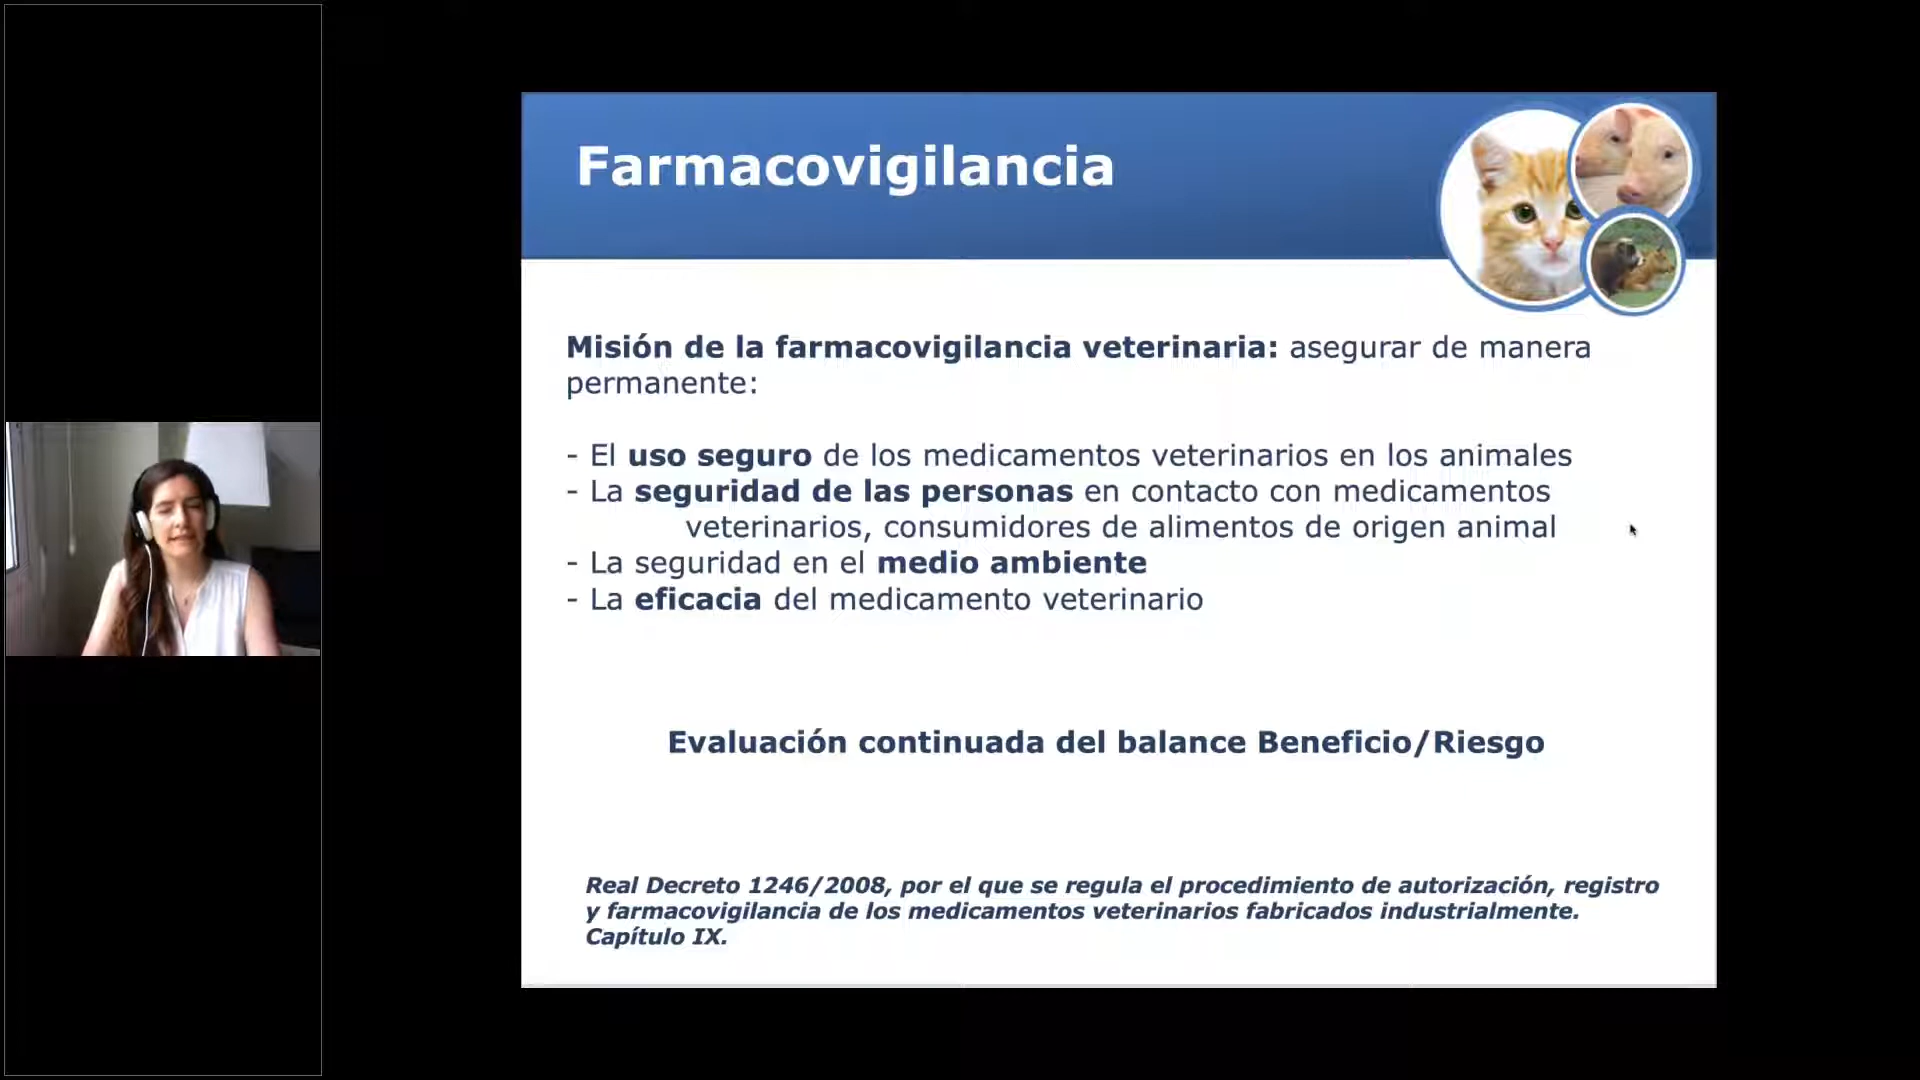 Farmacovigilancia
Misión de la farmacovigilancia veterinaria: asegurar de manera
permanente:
- El uso seguro de los medicamentos veterinarios en los animales
- La seguridad de las personas en contacto con medicamentos
veterinarios, consumidores de alimentos de origen animal
- La seguridad en el medio ambiente
- La eficacia del medicamento veterinario
Evaluación continuada del balance Beneficio/Riesgo
Real Decreto 1246/2008, por el que se regula el procedimiento de autorización, registro
y farmacovigilancia de los medicamentos veterinarios fabricados industrialmente.
Capítulo IX.